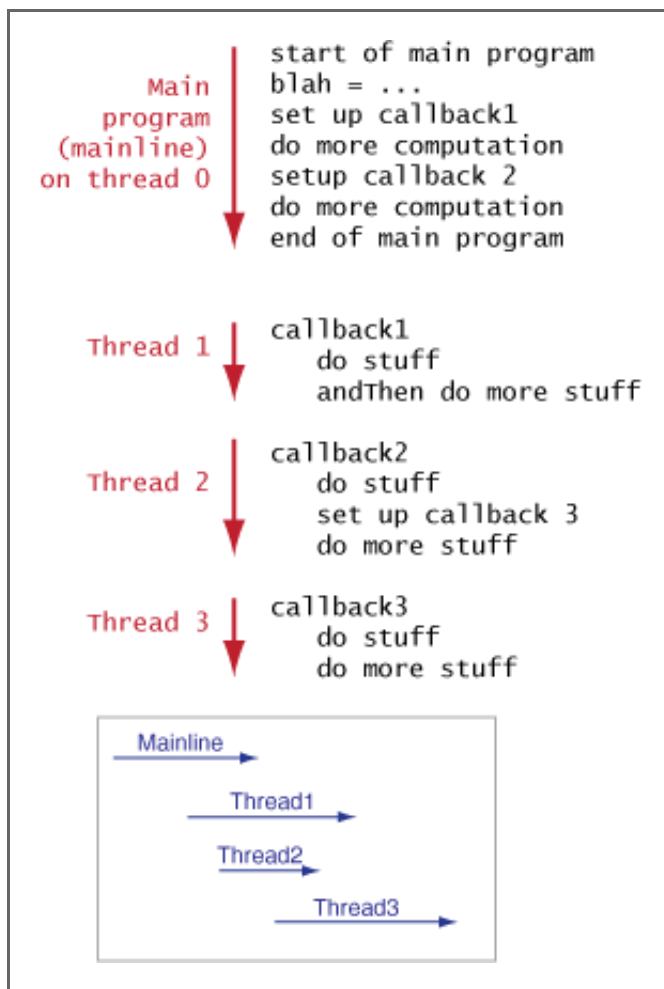 Main
program
(mainline)
on thread 0
start of main program
blah = ...
set up callback1
do more computation
setup callback 2
do more computation
end of main program
Thread 1
callback1
do stuff
andThen do more stuff
Thread 2
callback2
do stuff
set up callback 3
do more stuff
Thread 3
callback3
do stuff
do more stuff
Mainline
Thread1
Thread2
Thread3